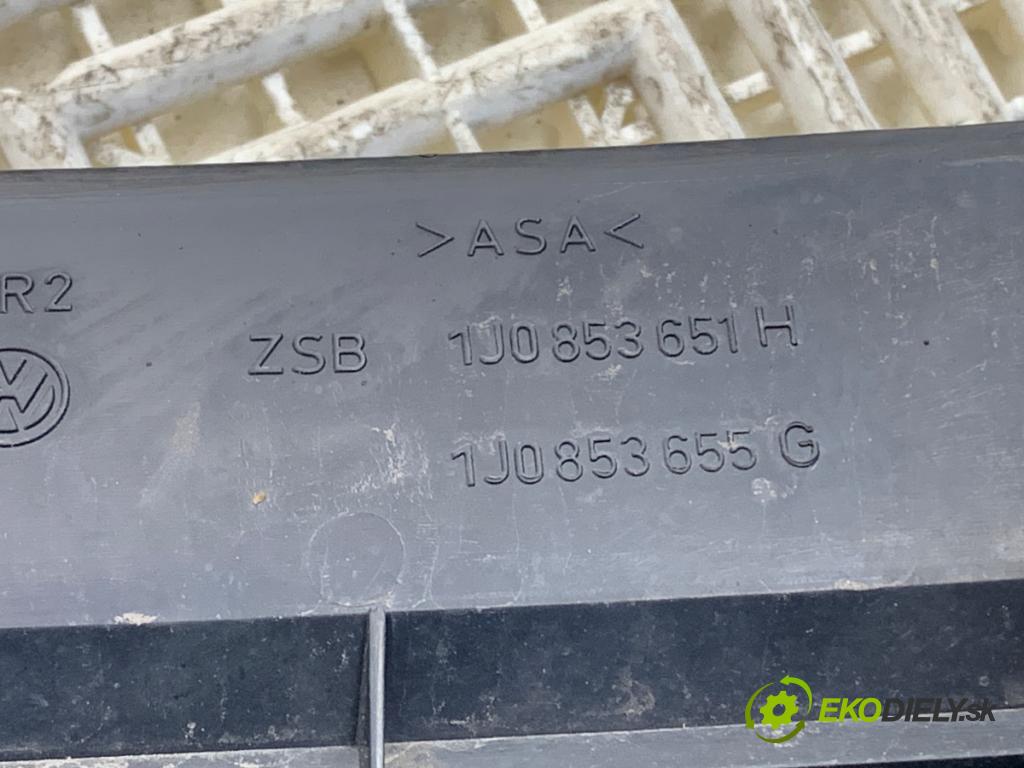 >ASA<
R2
ZSB 1J0 853 651 H
1J0 853 655 G
EKODIELY.sk